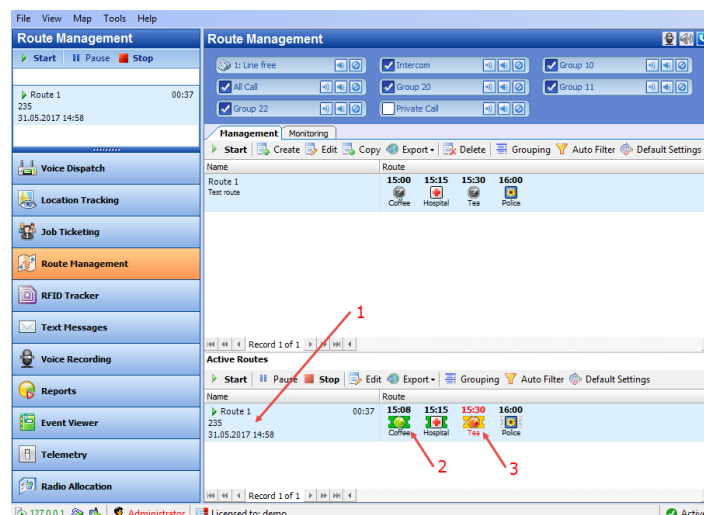 File View Map Tools Help
Route Management
Start Pause Stop
Route 1 00:37
235
31.05.2017 14:58
Voice Dispatch
Location Tracking
Job Ticketing
Route Management
RFID Tracker
Text Messages
Voice Recording
Reports
Event Viewer
Telemetry
Radio Allocation
Route Management
1: Line free Intercom Group 10
All Call Group 20 Group 11
Group 22 Private Call
Management Monitoring
Start Create Edit Copy Export Delete Grouping Auto Filter Default Settings
Name Route
Route 1 15:00 15:15 15:30 16:00
Test route
Coffee Hospital Tea Police
1
Record 1 of 1
Active Routes
Start Pause Stop Edit Export Grouping Auto Filter Default Settings
Name Route
Route 1 00:37 15:08 15:15 15:30 16:00
235
31.05.2017 14:58 Coffee Hospital Tea Police
2 3
Record 1 of 1
127.0.0.1 Administrator Licensed to: demo Active